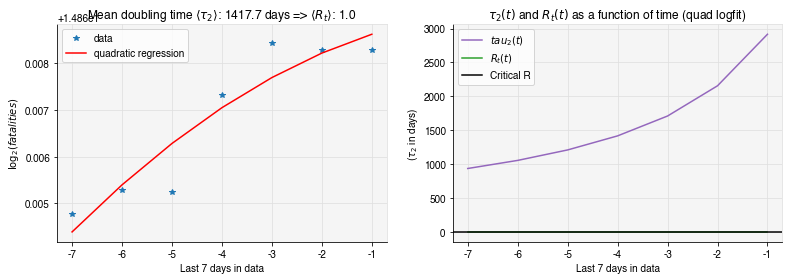 Mean doubling time ⟨τ₂⟩: 1417.7 days => ⟨Rₜ⟩: 1.0
+1.486e1
data
quadratic regression
0.008
0.007
0.006
0.005
log₂(fatalities)
-7 -6 -5 -4 -3 -2 -1
Last 7 days in data
τ₂(t) and Rₜ(t) as a function of time (quad logfit)
tau₂(t)
Rₜ(t)
Critical R
3000
2500
2000
1500
1000
500
0
(τ₂ in days)
-7 -6 -5 -4 -3 -2 -1
Last 7 days in data